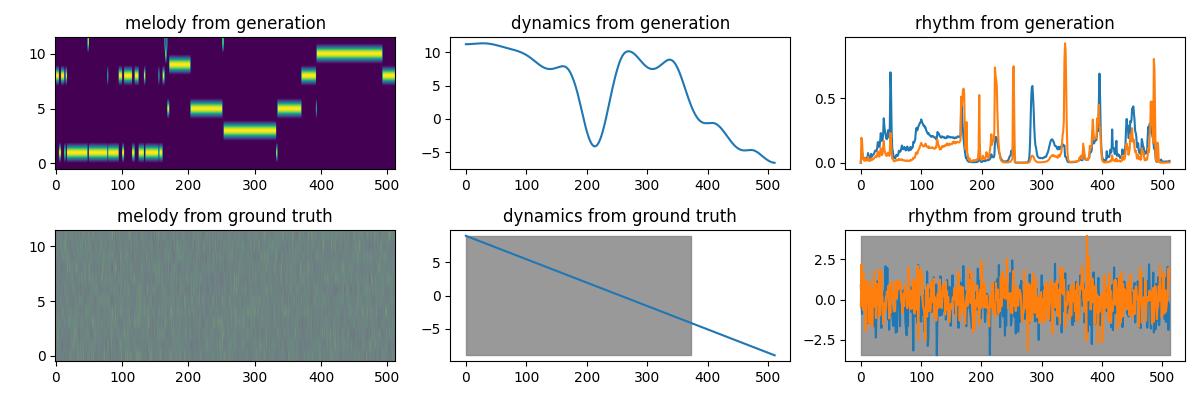 melody from generation
10
5
0
0 100 200 300 400 500
dynamics from generation
10
5
0
−5
0 100 200 300 400 500
rhythm from generation
0.5
0.0
0 100 200 300 400 500
melody from ground truth
10
5
0
0 100 200 300 400 500
dynamics from ground truth
5
0
−5
0 100 200 300 400 500
rhythm from ground truth
2.5
0.0
−2.5
0 100 200 300 400 500